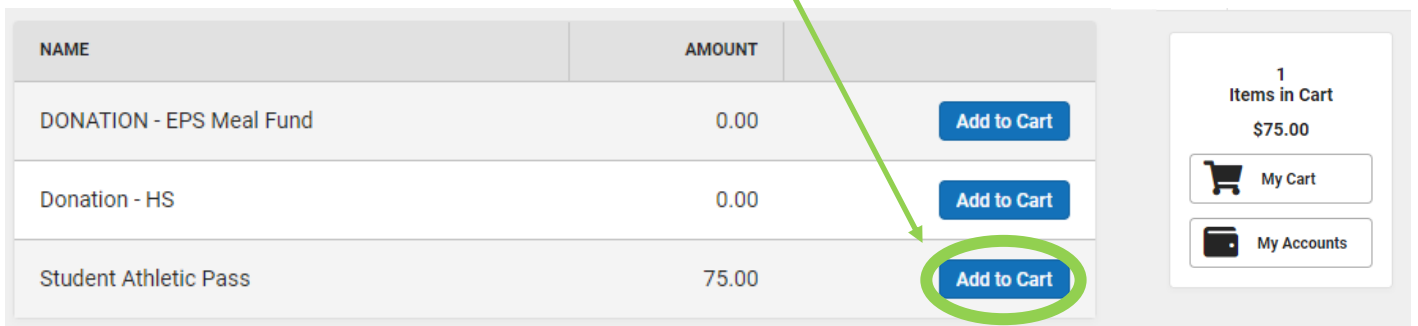 NAME AMOUNT
DONATION - EPS Meal Fund 0.00 Add to Cart
Donation - HS 0.00 Add to Cart
Student Athletic Pass 75.00 Add to Cart
1
Items in Cart
$75.00
My Cart
My Accounts